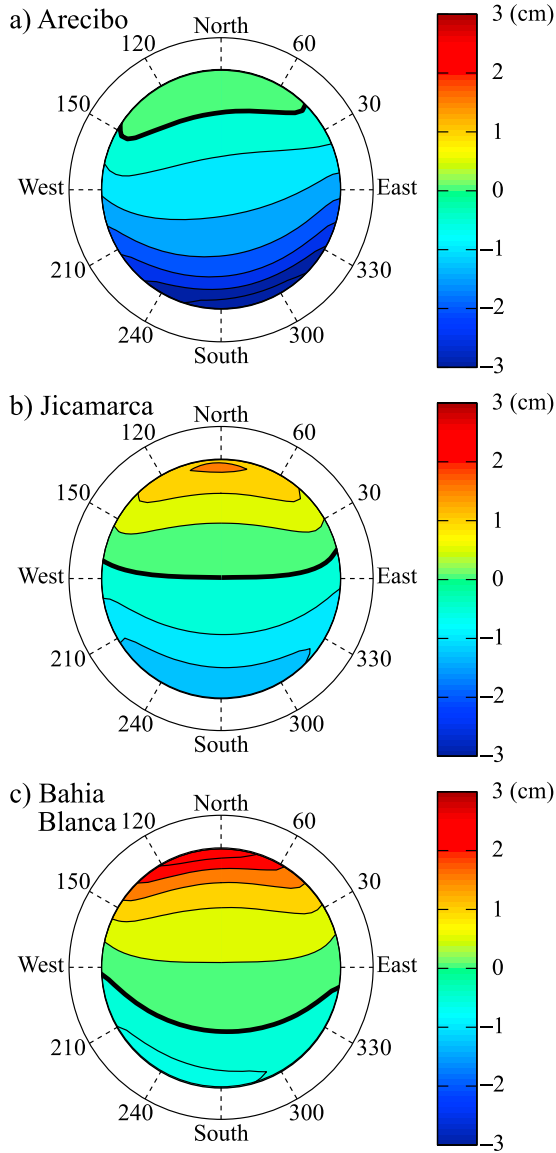 a) Arecibo
North
120
60
150
30
West
East
210
330
240
300
South
3 (cm)
2
1
0
−1
−2
−3
b) Jicamarca
North
120
60
150
30
West
East
210
330
240
300
South
3 (cm)
2
1
0
−1
−2
−3
c) Bahia
Blanca
North
120
60
150
30
West
East
210
330
240
300
South
3 (cm)
2
1
0
−1
−2
−3